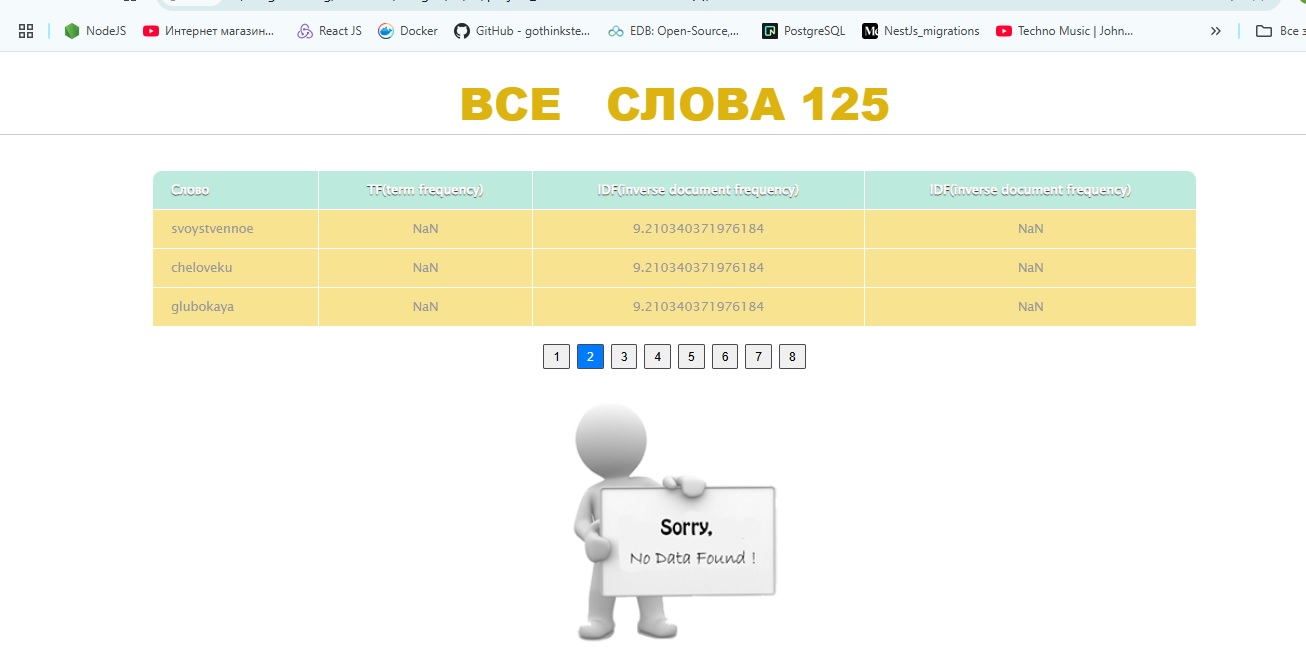 NodeJS Интернет магазин... React JS Docker GitHub - gothinkste... EDB: Open-Source,... PostgreSQL NestJs_migrations Techno Music | John... » Все
ВСЕ СЛОВА 125
Слово TF(term frequency) IDF(inverse document frequency) IDF(inverse document frequency)
svoystvennoe NaN 9.210340371976184 NaN
cheloveku NaN 9.210340371976184 NaN
glubokaya NaN 9.210340371976184 NaN
1 2 3 4 5 6 7 8
Sorry,
No Data Found !